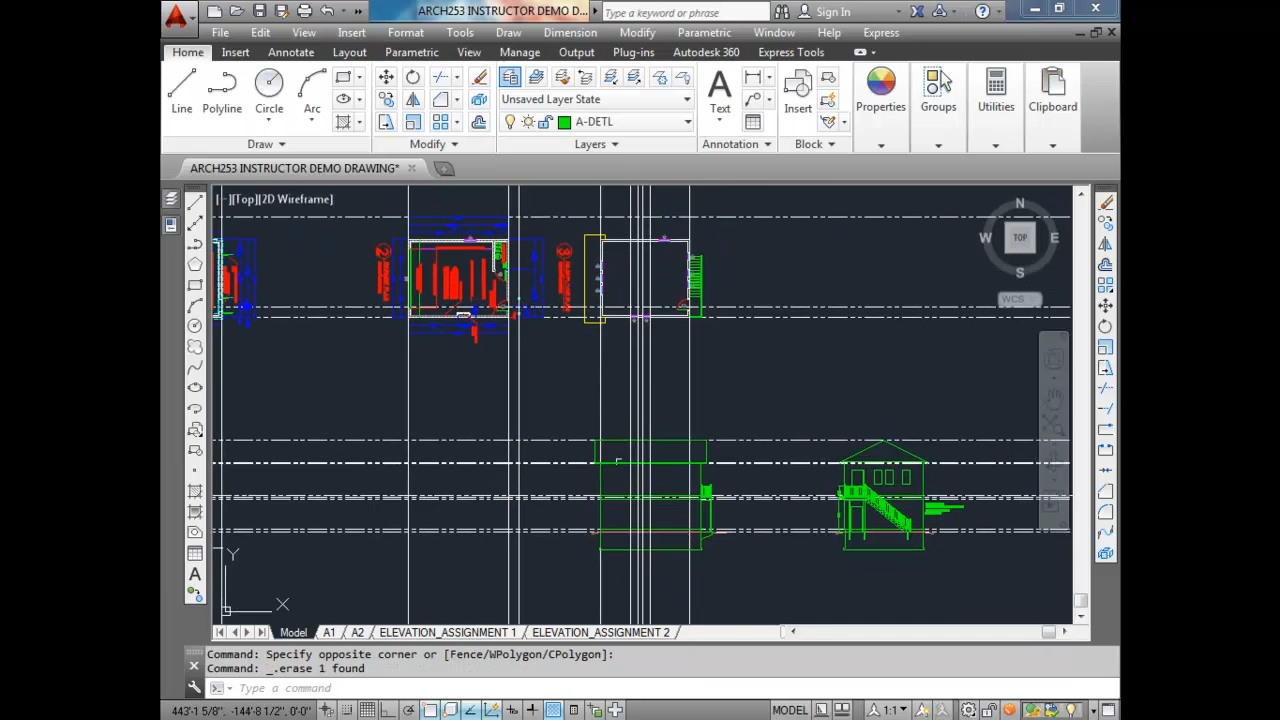 ARCH253 INSTRUCTOR DEMO D...
Type a keyword or phrase
Sign In
File Edit View Insert Format Tools Draw Dimension Modify Parametric Window Help Express
Home Insert Annotate Layout Parametric View Manage Output Plug-ins Autodesk 360 Express Tools
Line Polyline Circle Arc
Unsaved Layer State
A-DETL
Text Insert Properties Groups Utilities Clipboard
Draw Modify Layers Annotation Block
ARCH253 INSTRUCTOR DEMO DRAWING*
[−][Top][2D Wireframe]
N
W TOP E
S
WCS
2
3
Y
X
Model A1 A2 ELEVATION_ASSIGNMENT 1 ELEVATION_ASSIGNMENT 2
Command: Specify opposite corner or [Fence/WPolygon/CPolygon]:
Command: _.erase 1 found
Type a command
443'-1 5/8", -144'-8 1/2", 0'-0"
MODEL
1:1